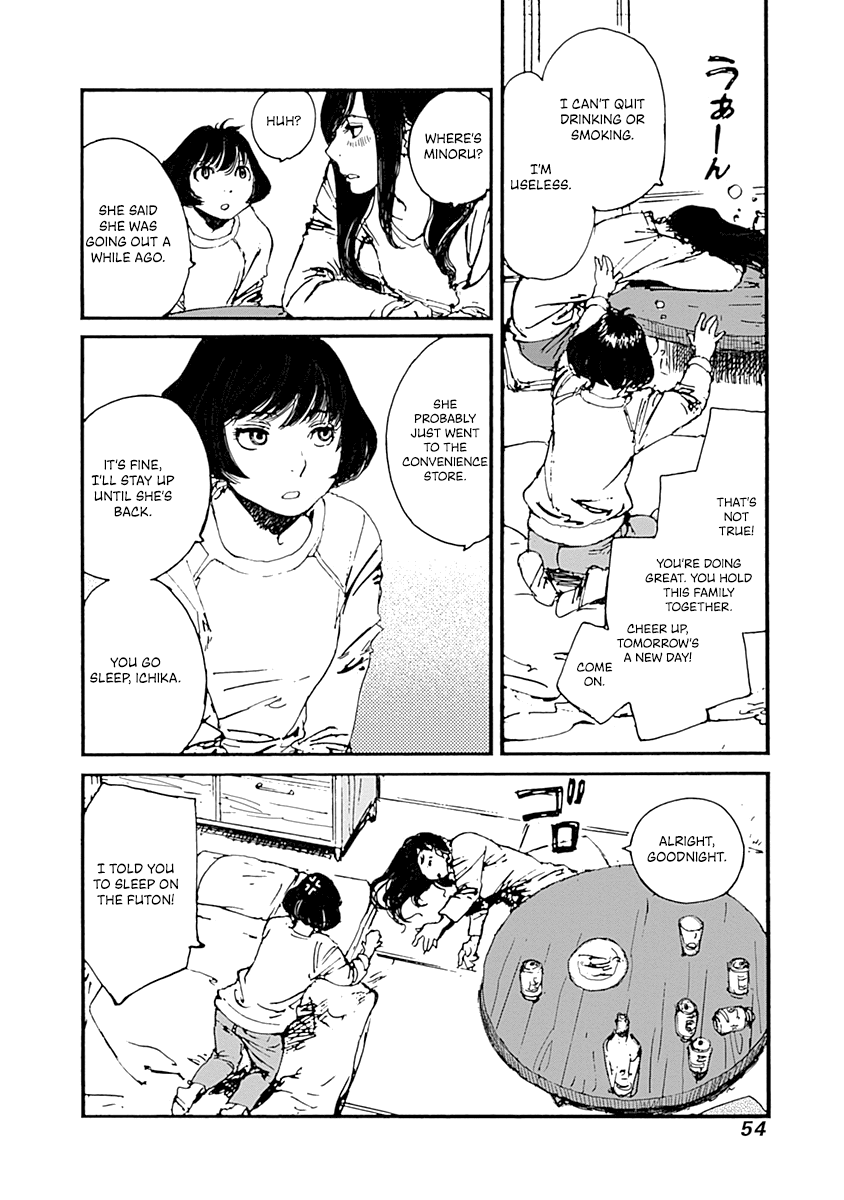 うぁーん
I CAN'T QUIT
DRINKING OR
SMOKING.
I'M
USELESS.
THAT'S
NOT
TRUE!
YOU'RE DOING
GREAT. YOU HOLD
THIS FAMILY
TOGETHER.
CHEER UP,
TOMORROW'S
A NEW DAY!
COME
ON.
WHERE'S
MINORU?
HUH?
SHE SAID
SHE WAS
GOING OUT A
WHILE AGO.
SHE
PROBABLY
JUST WENT
TO THE
CONVENIENCE
STORE.
IT'S FINE,
I'LL STAY UP
UNTIL SHE'S
BACK.
YOU GO
SLEEP, ICHIKA.
ALRIGHT,
GOODNIGHT.
ゴロ
I TOLD YOU
TO SLEEP ON
THE FUTON!
54